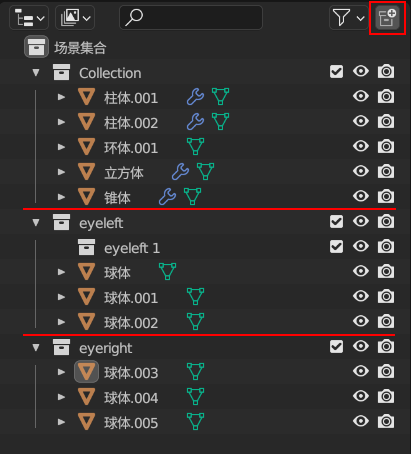 场景集合
Collection
柱体.001
柱体.002
环体.001
立方体
锥体
eyeleft
eyeleft 1
球体
球体.001
球体.002
eyeright
球体.003
球体.004
球体.005